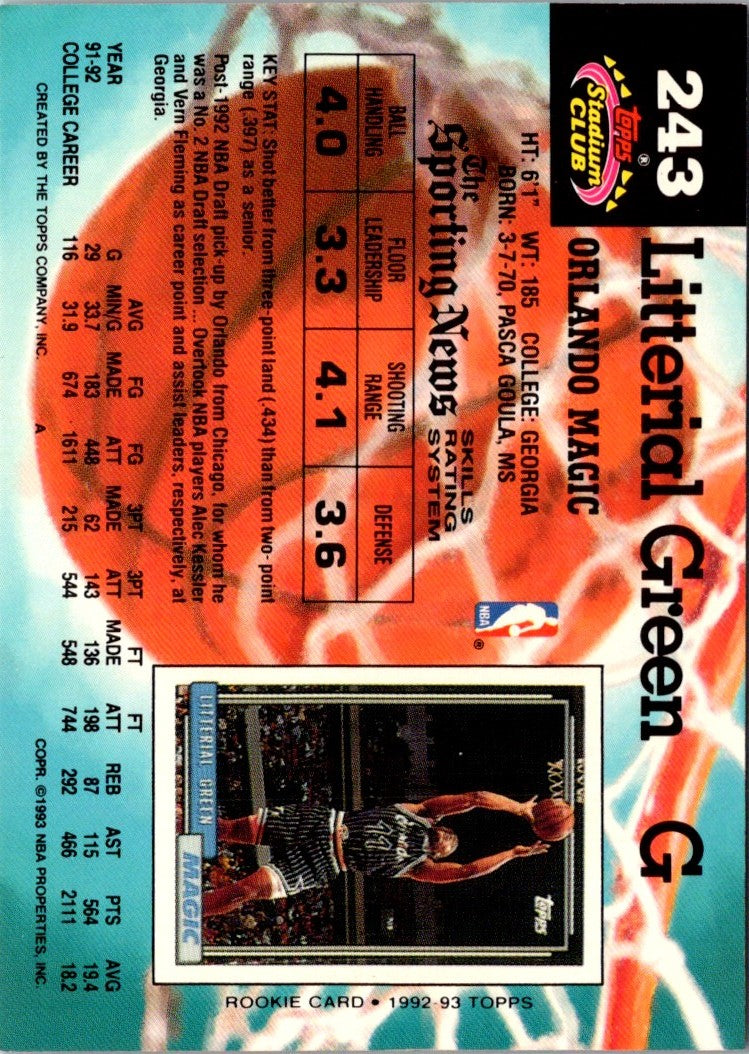 243
Topps®
Stadium
CLUB
Litterial Green G
ORLANDO MAGIC
HT: 6'1" WT: 185 COLLEGE: GEORGIA
BORN: 3-7-70, PASCA GOULA, MS
The
Sporting News
SKILLS
RATING
SYSTEM
BALL HANDLING FLOOR LEADERSHIP SHOOTING RANGE DEFENSE
4.0 3.3 4.1 3.6
KEY STAT: Shot better from three-point land (.434) than from two-point
range (.397) as a senior.
Post-1992 NBA Draft pick-up by Orlando from Chicago, for whom he
was a No. 2 NBA Draft selection ... Overtook NBA players Alec Kessler
and Vern Fleming as career point and assist leaders, respectively, at
Georgia.
NBA
®
Topps
Orlando
11
LITTERIAL GREEN
MAGIC
ROOKIE CARD • 1992-93 TOPPS
YEAR G AVG MIN/G FG MADE FG ATT 3PT MADE 3PT ATT FT MADE FT ATT REB AST PTS AVG
91-92 29 33.7 183 448 62 143 136 198 87 115 564 19.4
COLLEGE CAREER 116 31.9 674 1611 215 544 548 744 292 466 2111 18.2
CREATED BY THE TOPPS COMPANY, INC. A COPR. ©1993 NBA PROPERTIES, INC.